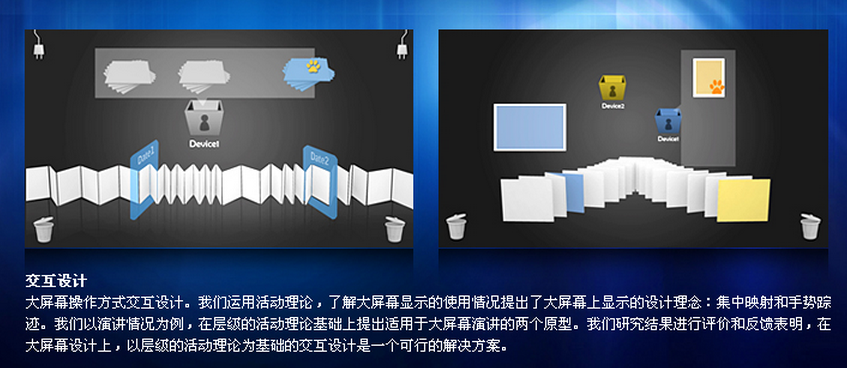 Date2
Date2
Device1
Device2
Device1
交互设计
大屏幕操作方式交互设计。我们运用活动理论，了解大屏幕显示的使用情况提出了大屏幕上显示的设计理念：集中映射和手势踪
迹。我们以演讲情况为例，在层级的活动理论基础上提出适用于大屏幕演讲的两个原型。我们研究结果进行评价和反馈表明，在
大屏幕设计上，以层级的活动理论为基础的交互设计是一个可行的解决方案。